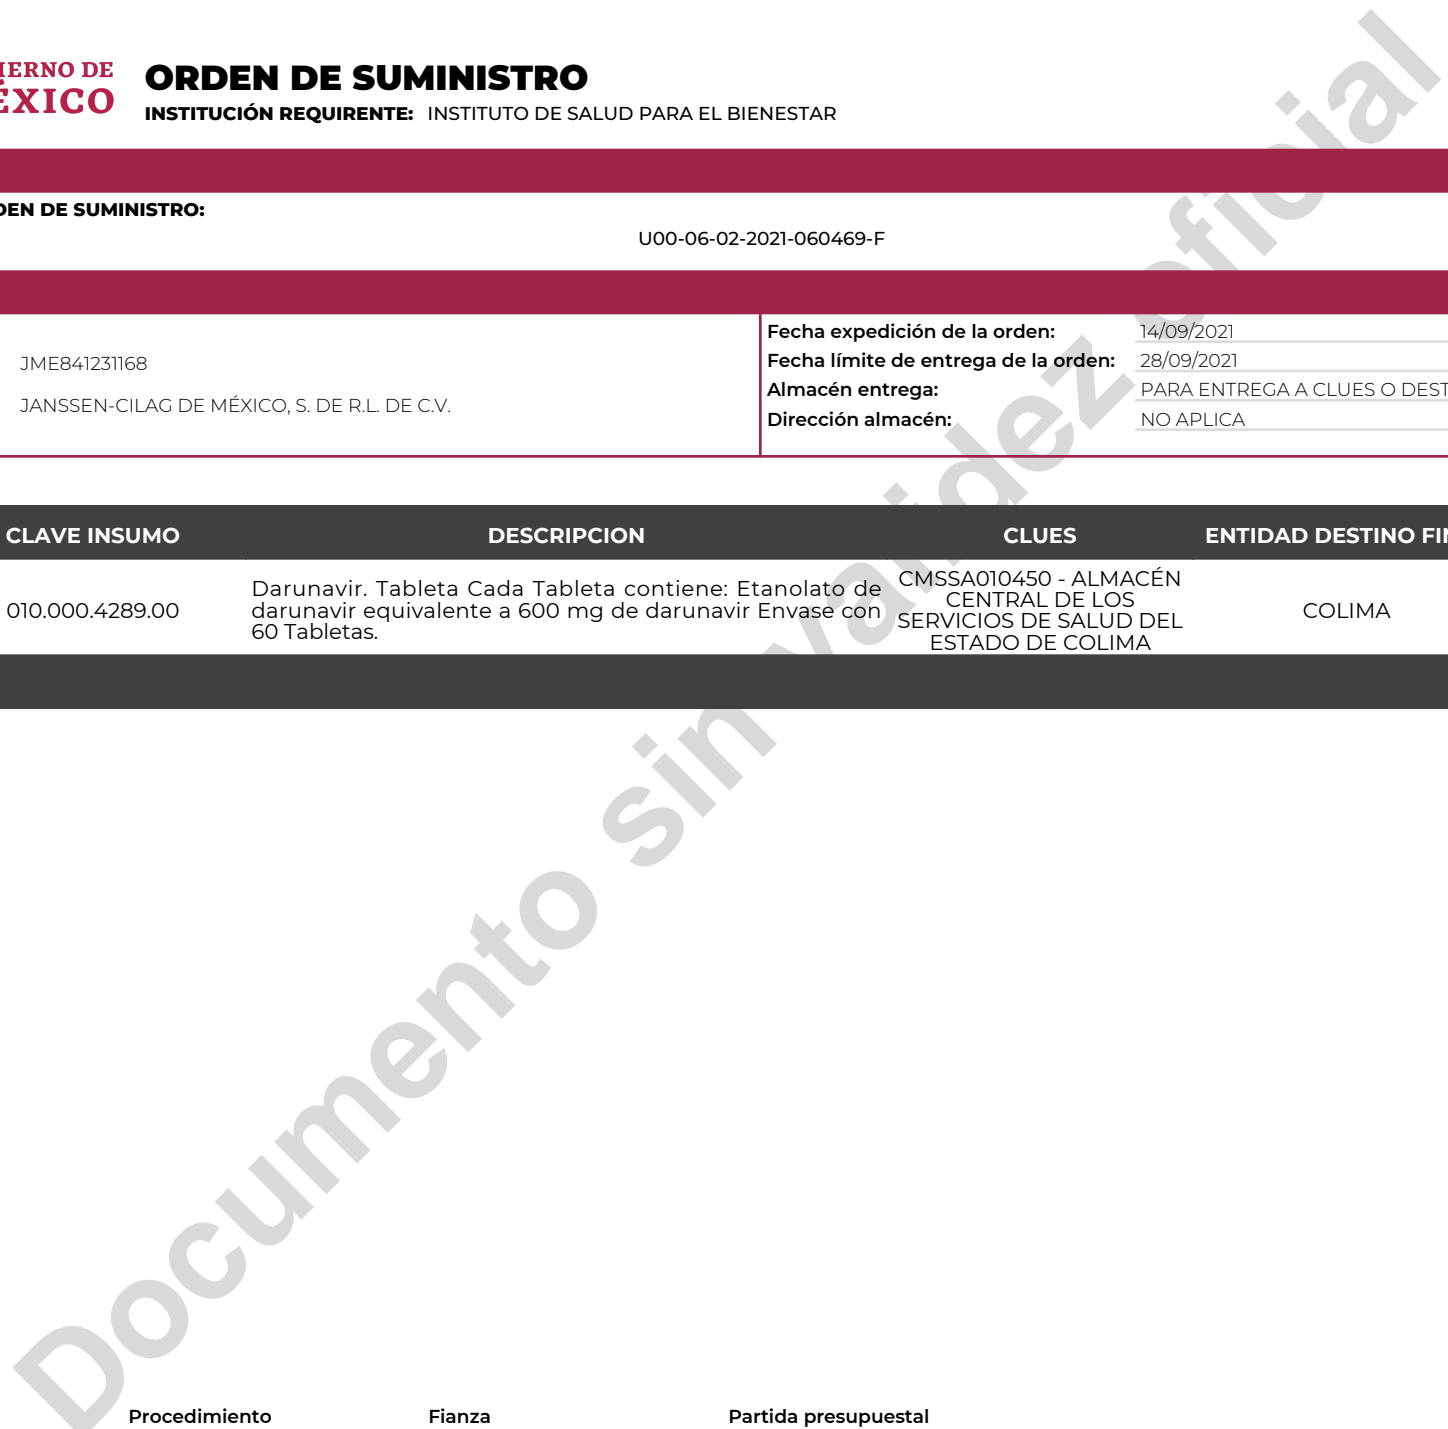 IERNO DE
ÉXICO
ORDEN DE SUMINISTRO
INSTITUCIÓN REQUIRENTE: INSTITUTO DE SALUD PARA EL BIENESTAR
DEN DE SUMINISTRO:
U00-06-02-2021-060469-F
JME841231168
JANSSEN-CILAG DE MÉXICO, S. DE R.L. DE C.V.
Fecha expedición de la orden: 14/09/2021
Fecha límite de entrega de la orden: 28/09/2021
Almacén entrega: PARA ENTREGA A CLUES O DEST
Dirección almacén: NO APLICA
CLAVE INSUMO DESCRIPCION CLUES ENTIDAD DESTINO FIN
010.000.4289.00
Darunavir. Tableta Cada Tableta contiene: Etanolato de
darunavir equivalente a 600 mg de darunavir Envase con
60 Tabletas.
CMSSA010450 - ALMACÉN
CENTRAL DE LOS
SERVICIOS DE SALUD DEL
ESTADO DE COLIMA
COLIMA
Documento sin validez oficial
Procedimiento Fianza Partida presupuestal